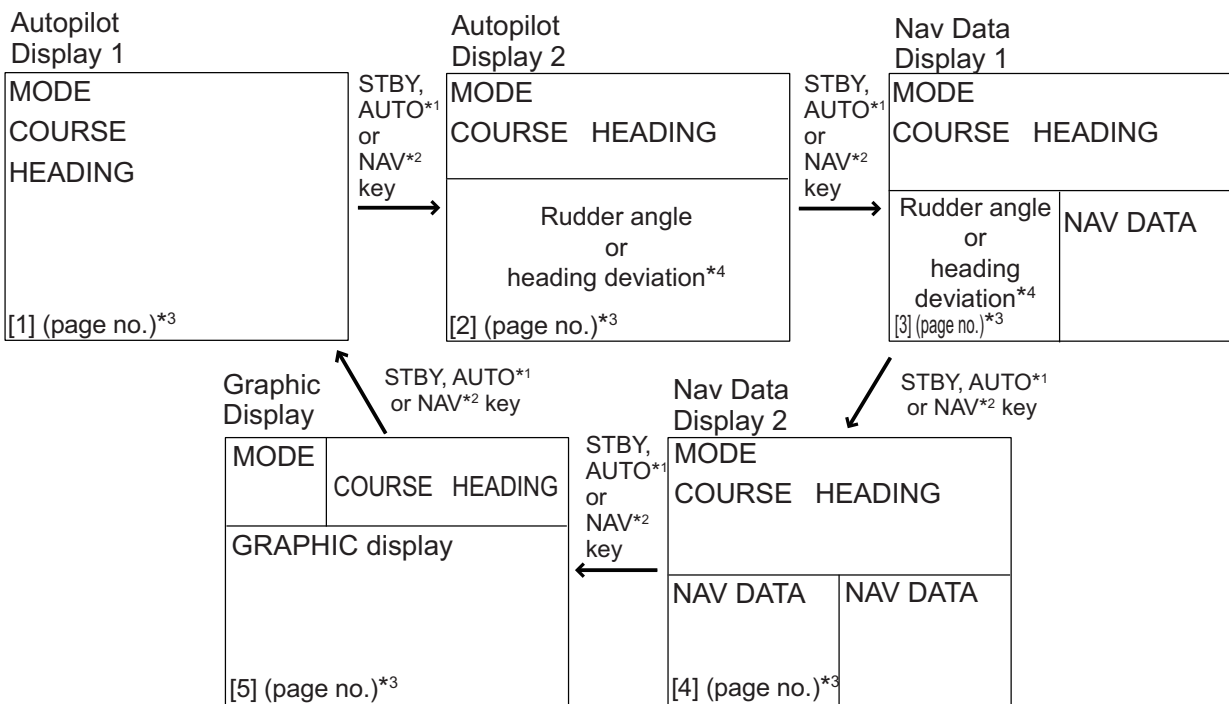 Autopilot
Display 1
MODE
COURSE
HEADING
[1] (page no.)*3
STBY,
AUTO*1
or
NAV*2
key
Autopilot
Display 2
MODE
COURSE HEADING
Rudder angle
or
heading deviation*4
[2] (page no.)*3
STBY,
AUTO*1
or
NAV*2
key
Nav Data
Display 1
MODE
COURSE HEADING
Rudder angle
or
heading
deviation*4
[3] (page no.)*3
NAV DATA
STBY, AUTO*1
or NAV*2 key
Nav Data
Display 2
MODE
COURSE HEADING
NAV DATA
NAV DATA
[4] (page no.)*3
STBY,
AUTO*1
or
NAV*2
key
Graphic
Display
MODE
COURSE HEADING
GRAPHIC display
[5] (page no.)*3
STBY, AUTO*1
or NAV*2 key